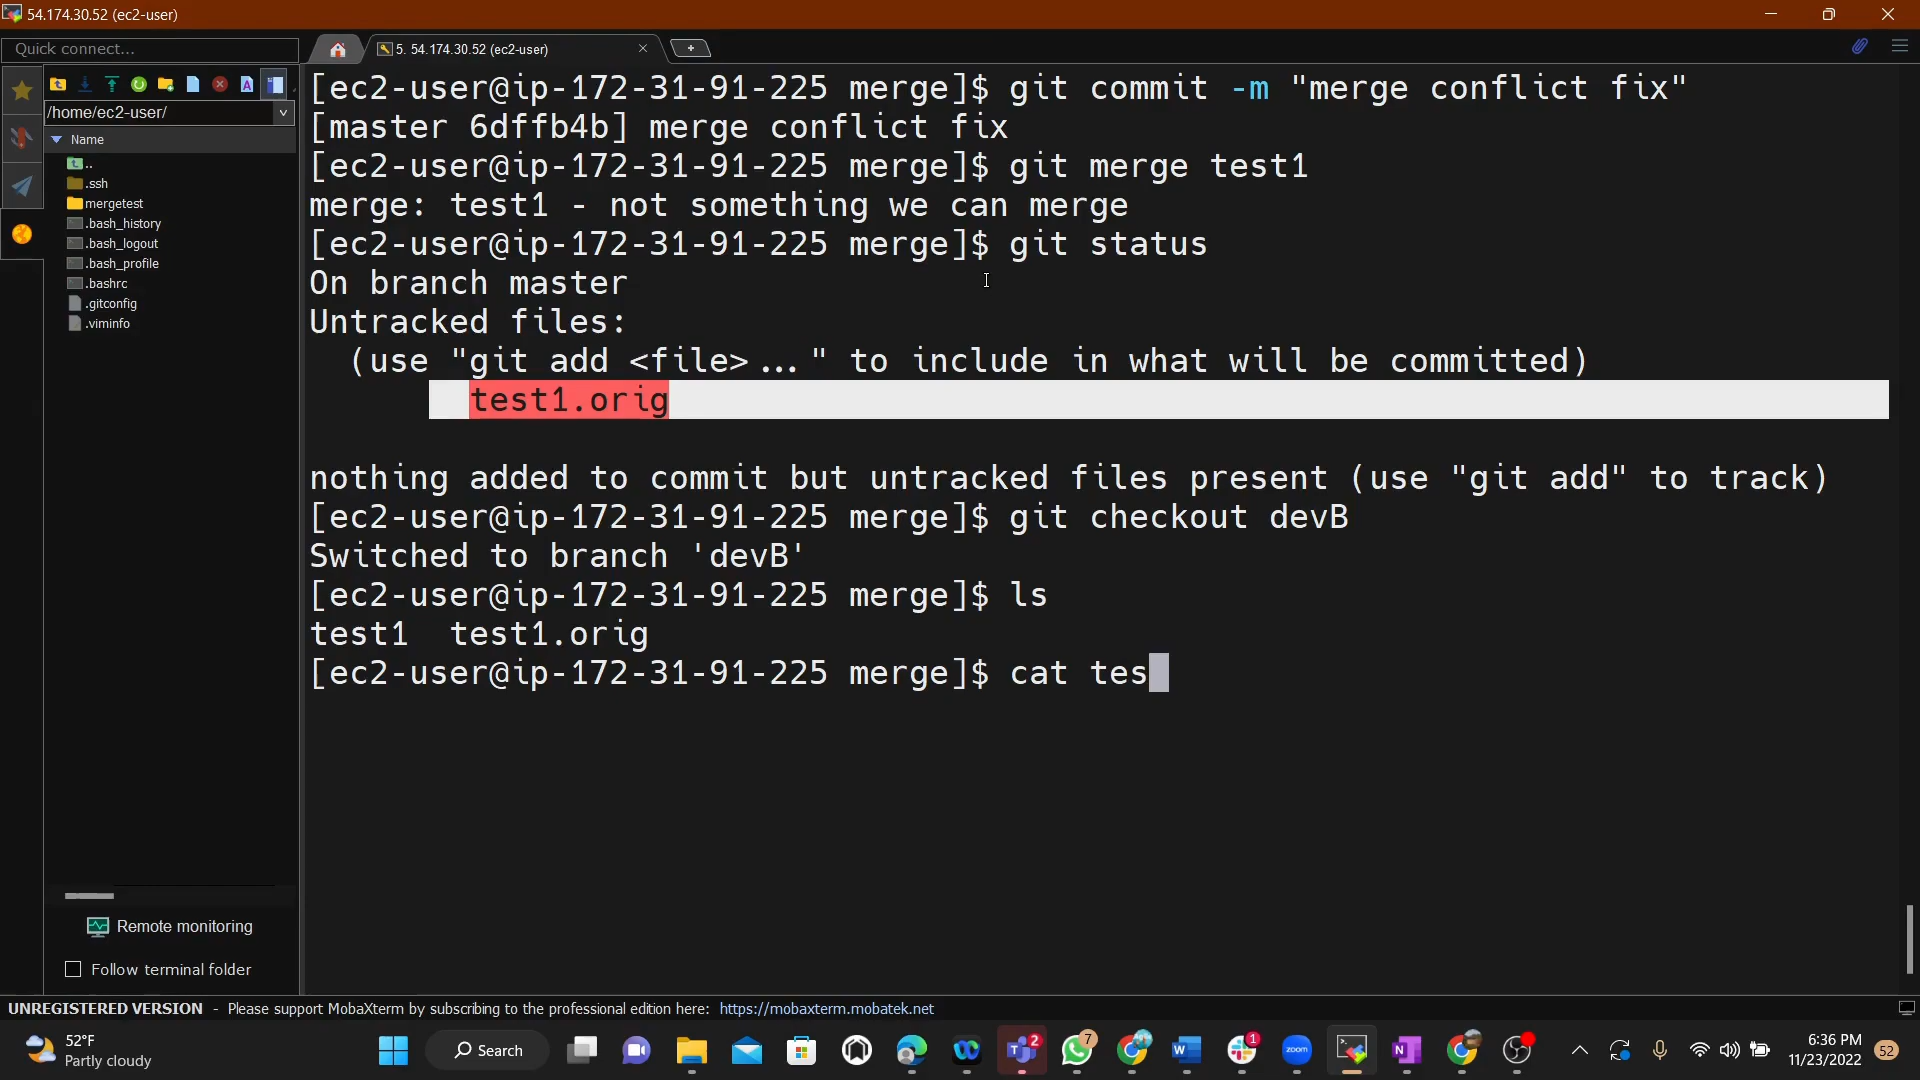 54.174.30.52 (ec2-user)
Quick connect...
5. 54.174.30.52 (ec2-user)
/home/ec2-user/
Name
..
.ssh
mergetest
.bash_history
.bash_logout
.bash_profile
.bashrc
.gitconfig
.viminfo
Remote monitoring
Follow terminal folder
[ec2-user@ip-172-31-91-225 merge]$ git commit -m "merge conflict fix"
[master 6dffb4b] merge conflict fix
[ec2-user@ip-172-31-91-225 merge]$ git merge test1
merge: test1 - not something we can merge
[ec2-user@ip-172-31-91-225 merge]$ git status
On branch master
Untracked files:
(use "git add <file>..." to include in what will be committed)
test1.orig
nothing added to commit but untracked files present (use "git add" to track)
[ec2-user@ip-172-31-91-225 merge]$ git checkout devB
Switched to branch 'devB'
[ec2-user@ip-172-31-91-225 merge]$ ls
test1  test1.orig
[ec2-user@ip-172-31-91-225 merge]$ cat tes
UNREGISTERED VERSION - Please support MobaXterm by subscribing to the professional edition here: https://mobaxterm.mobatek.net
52°F
Partly cloudy
Search
2
7
1
zoom
6:36 PM
11/23/2022
52